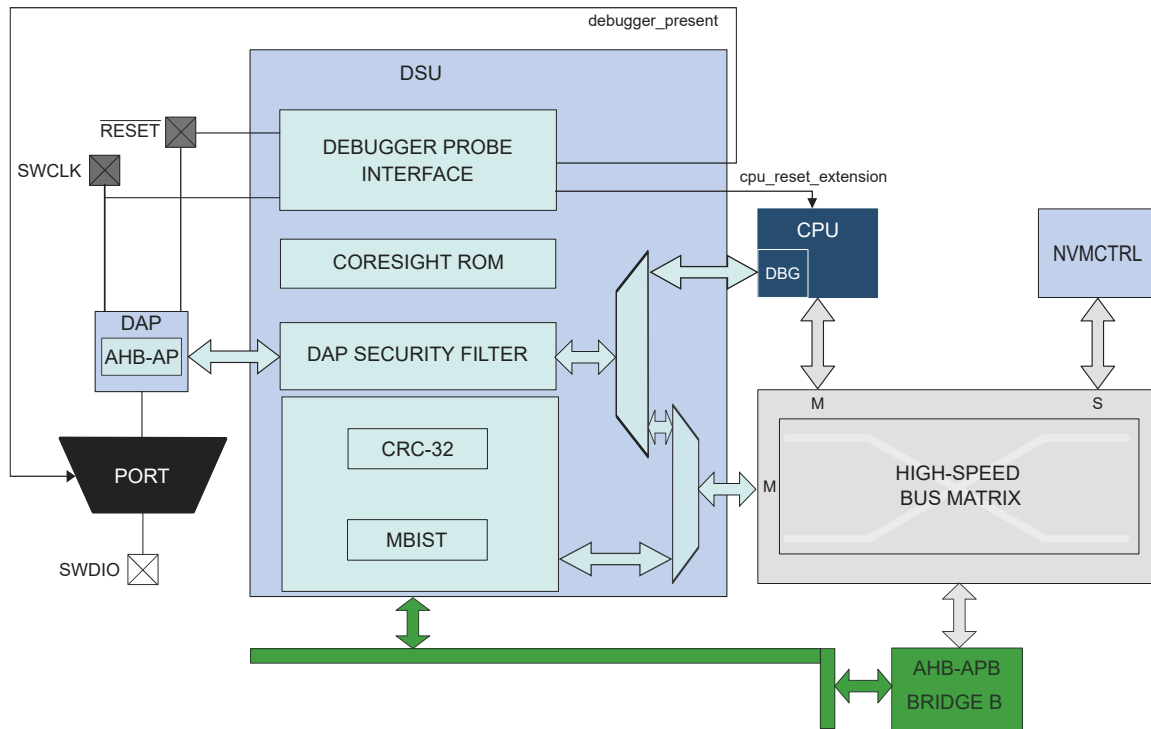 debugger_present
DSU
RESET
SWCLK
DEBUGGER PROBE
INTERFACE
cpu_reset_extension
CPU
DBG
NVMCTRL
CORESIGHT ROM
DAP
AHB-AP
DAP SECURITY FILTER
M
S
CRC-32
PORT
HIGH-SPEED
BUS MATRIX
M
MBIST
SWDIO
AHB-APB
BRIDGE B